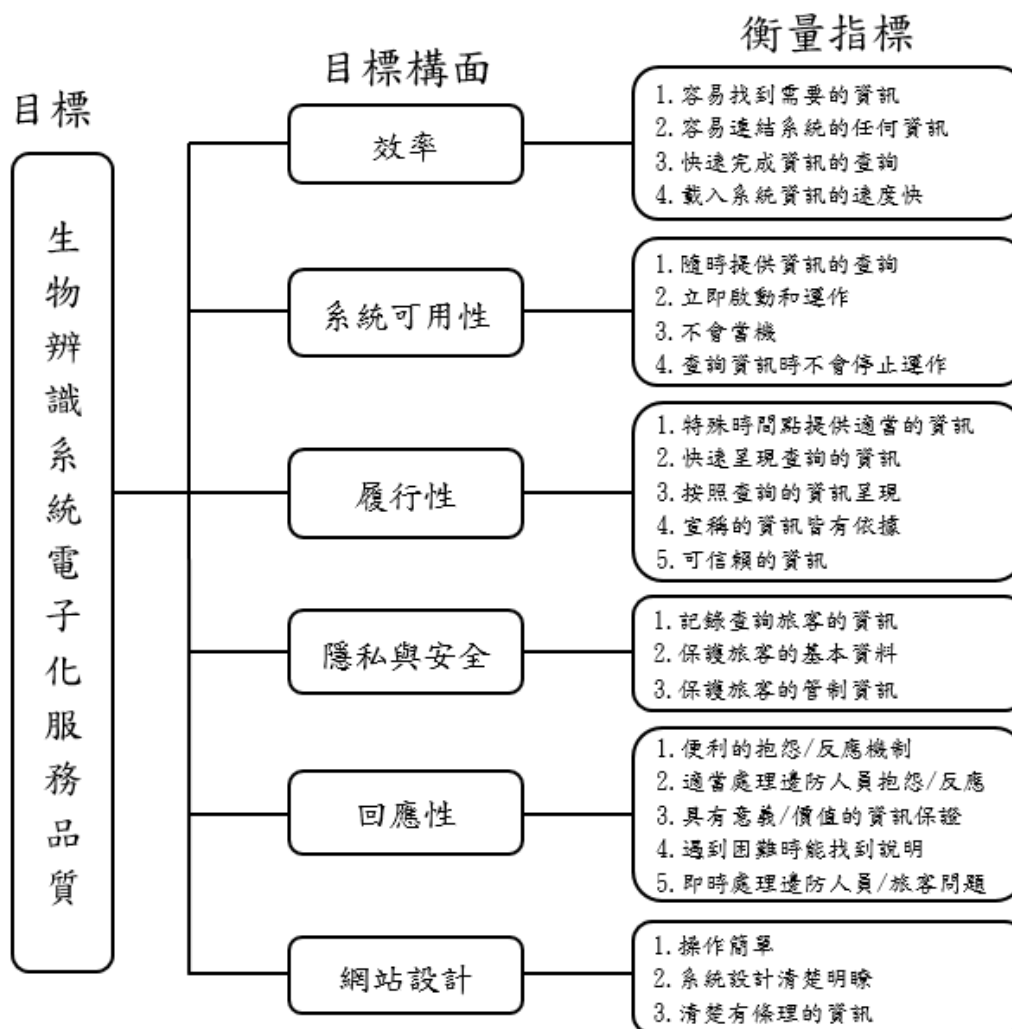 目標
目標構面
衡量指標
生物辨識系統電子化服務品質
效率
1.容易找到需要的資訊
2.容易連結系統的任何資訊
3.快速完成資訊的查詢
4.載入系統資訊的速度快
系統可用性
1.隨時提供資訊的查詢
2.立即啟動和運作
3.不會當機
4.查詢資訊時不會停止運作
履行性
1.特殊時間點提供適當的資訊
2.快速呈現查詢的資訊
3.按照查詢的資訊呈現
4.宣稱的資訊皆有依據
5.可信賴的資訊
隱私與安全
1.記錄查詢旅客的資訊
2.保護旅客的基本資料
3.保護旅客的管制資訊
回應性
1.便利的抱怨/反應機制
2.適當處理邊防人員抱怨/反應
3.具有意義/價值的資訊保證
4.遇到困難時能找到說明
5.即時處理邊防人員/旅客問題
網站設計
1.操作簡單
2.系統設計清楚明瞭
3.清楚有條理的資訊